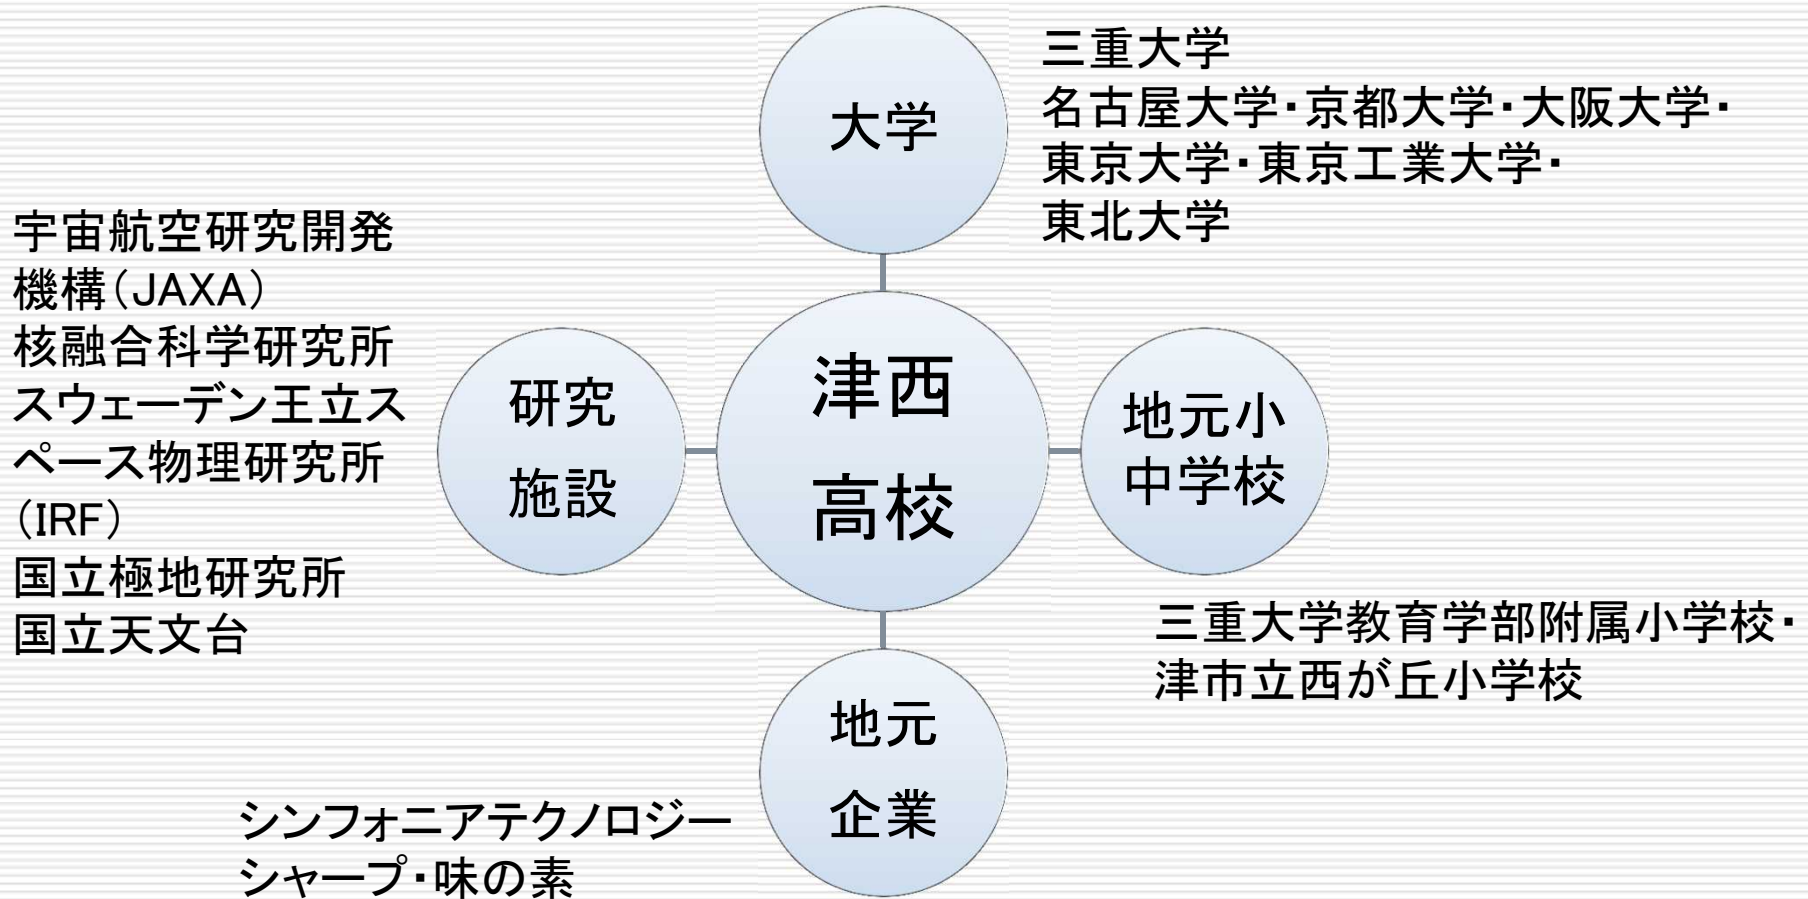 大学
三重大学
名古屋大学・京都大学・大阪大学・
東京大学・東京工業大学・
東北大学
宇宙航空研究開発
機構(JAXA)
核融合科学研究所
スウェーデン王立ス
ペース物理研究所
(IRF)
国立極地研究所
国立天文台
研究
施設
津西
高校
地元小
中学校
三重大学教育学部附属小学校・
津市立西が丘小学校
地元
企業
シンフォニアテクノロジー
シャープ・味の素